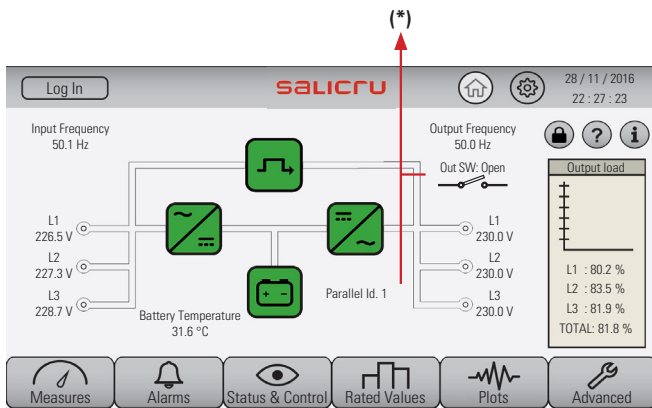 (*)
Log In
salicru
28 / 11 / 2016
22 : 27 : 23
Input Frequency
50.1 Hz
Output Frequency
50.0 Hz
Out SW: Open
L1
226.5 V
L2
227.3 V
L3
228.7 V
L1
230.0 V
L2
230.0 V
L3
230.0 V
Battery Temperature
31.6 °C
Parallel Id. 1
?
i
Output load
L1 : 80.2 %
L2 : 83.5 %
L3 : 81.9 %
TOTAL: 81.8 %
Measures
Alarms
Status & Control
Rated Values
Plots
Advanced